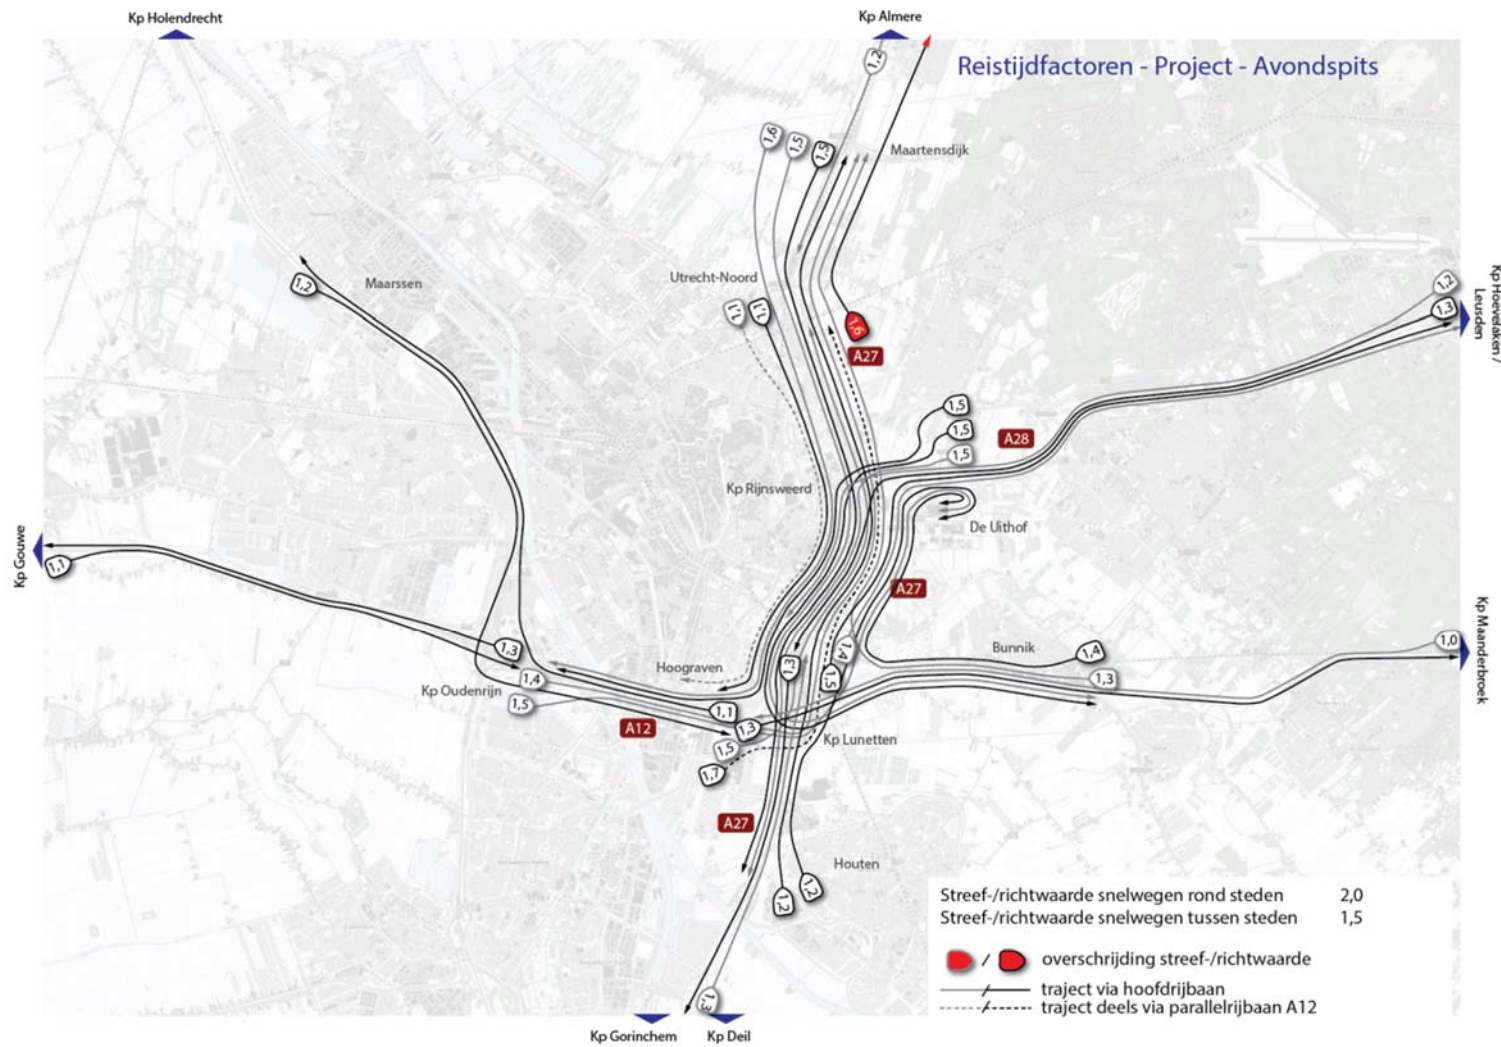 Kp Holendrecht
Kp Almere
Reistijdfactoren - Project - Avondspits
1,2
1,6
1,5
1,5
Maartensdijk
Utrecht-Noord
Maarssen
1,2
1,1
1,1
1,6
A27
1,2
1,3
Kp Hoevelaken /
Leusden
1,5
1,5
1,5
A28
Kp Rijnsweerd
De Uithof
Kp Gouwe
1,1
A27
1,3
Hoograven
1,3
1,4
1,5
Bunnik
1,4
1,0
Kp Maanderbroek
1,4
Kp Oudenrijn
1,5
1,3
1,1
A12
1,3
1,5
Kp Lunetten
1,7
A27
Houten
1,2
1,2
1,3
Kp Gorinchem
Kp Deil
Streef-/richtwaarde snelwegen rond steden 2,0
Streef-/richtwaarde snelwegen tussen steden 1,5
/ overschrijding streef-/richtwaarde
traject via hoofdrijbaan
traject deels via parallelrijbaan A12